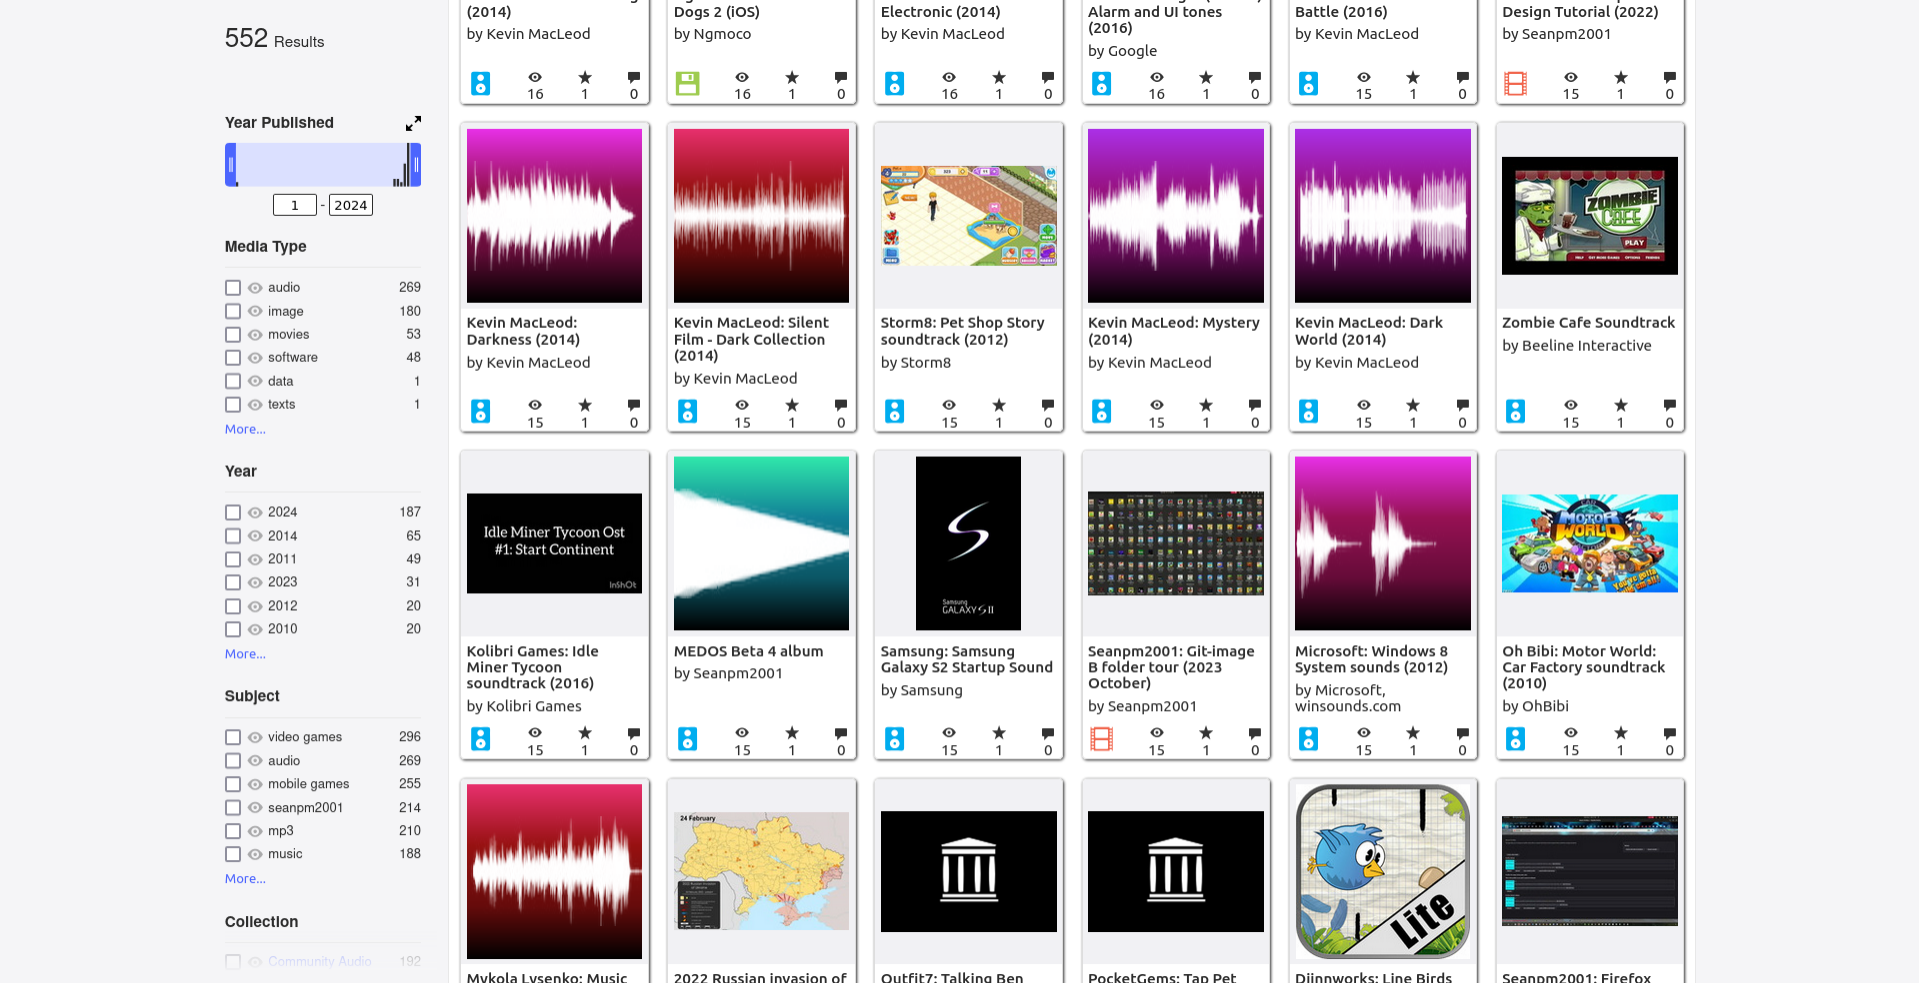 552 Results
Year Published
1 - 2024
Media Type
audio 269
image 180
movies 53
software 48
data 1
texts 1
More...
Year
2024 187
2014 65
2011 49
2023 31
2012 20
2010 20
More...
Subject
video games 296
audio 269
mobile games 255
seanpm2001 214
mp3 210
music 188
More...
Collection
Community Audio 192
(2014)
by Kevin MacLeod
16 1 0
Dogs 2 (iOS)
by Ngmoco
16 1 0
Electronic (2014)
by Kevin MacLeod
16 1 0
Alarm and UI tones
(2016)
by Google
16 1 0
Battle (2016)
by Kevin MacLeod
15 1 0
Design Tutorial (2022)
by Seanpm2001
15 1 0
Kevin MacLeod:
Darkness (2014)
by Kevin MacLeod
15 1 0
Kevin MacLeod: Silent
Film - Dark Collection
(2014)
by Kevin MacLeod
15 1 0
Storm8: Pet Shop Story
soundtrack (2012)
by Storm8
15 1 0
Kevin MacLeod: Mystery
(2014)
by Kevin MacLeod
15 1 0
Kevin MacLeod: Dark
World (2014)
by Kevin MacLeod
15 1 0
ZOMBIE
CAFE
PLAY
Zombie Cafe Soundtrack
by Beeline Interactive
15 1 0
Idle Miner Tycoon Ost
#1: Start Continent
InShOt
Kolibri Games: Idle
Miner Tycoon
soundtrack (2016)
by Kolibri Games
15 1 0
MEDOS Beta 4 album
by Seanpm2001
15 1 0
Samsung
GALAXY S II
Samsung: Samsung
Galaxy S2 Startup Sound
by Samsung
15 1 0
Seanpm2001: Git-image
B folder tour (2023
October)
by Seanpm2001
15 1 0
Microsoft: Windows 8
System sounds (2012)
by Microsoft,
winsounds.com
15 1 0
MOTOR
WORLD
Oh Bibi: Motor World:
Car Factory soundtrack
(2010)
by OhBibi
15 1 0
Mykola Lysenko: Music
24 February
2022 Russian invasion of
Outfit7: Talking Ben
PocketGems: Tap Pet
Lite
Djinnworks: Line Birds
Seanpm2001: Firefox